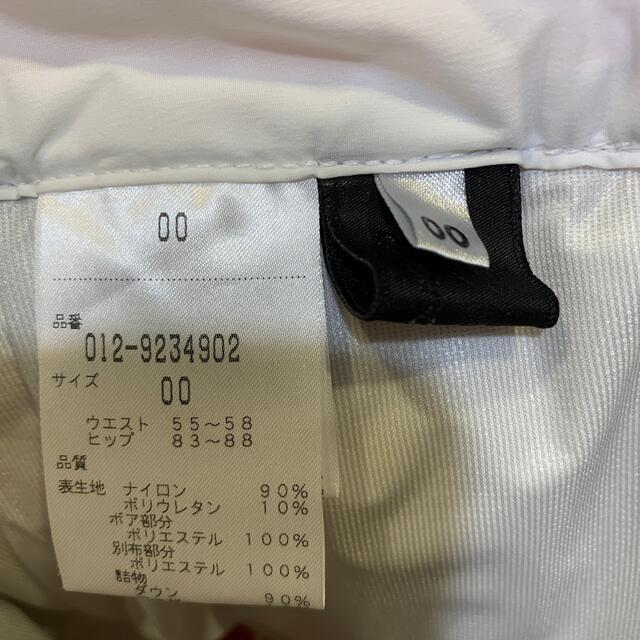 00
品番
012-9234902
サイズ
00
ウエスト 55～58
ヒップ 83～88
品質
表生地 ナイロン 90%
ポリウレタン 10%
ボア部分
ポリエステル 100%
別布部分
ポリエステル 100%
詰物
ダウン 90%
00